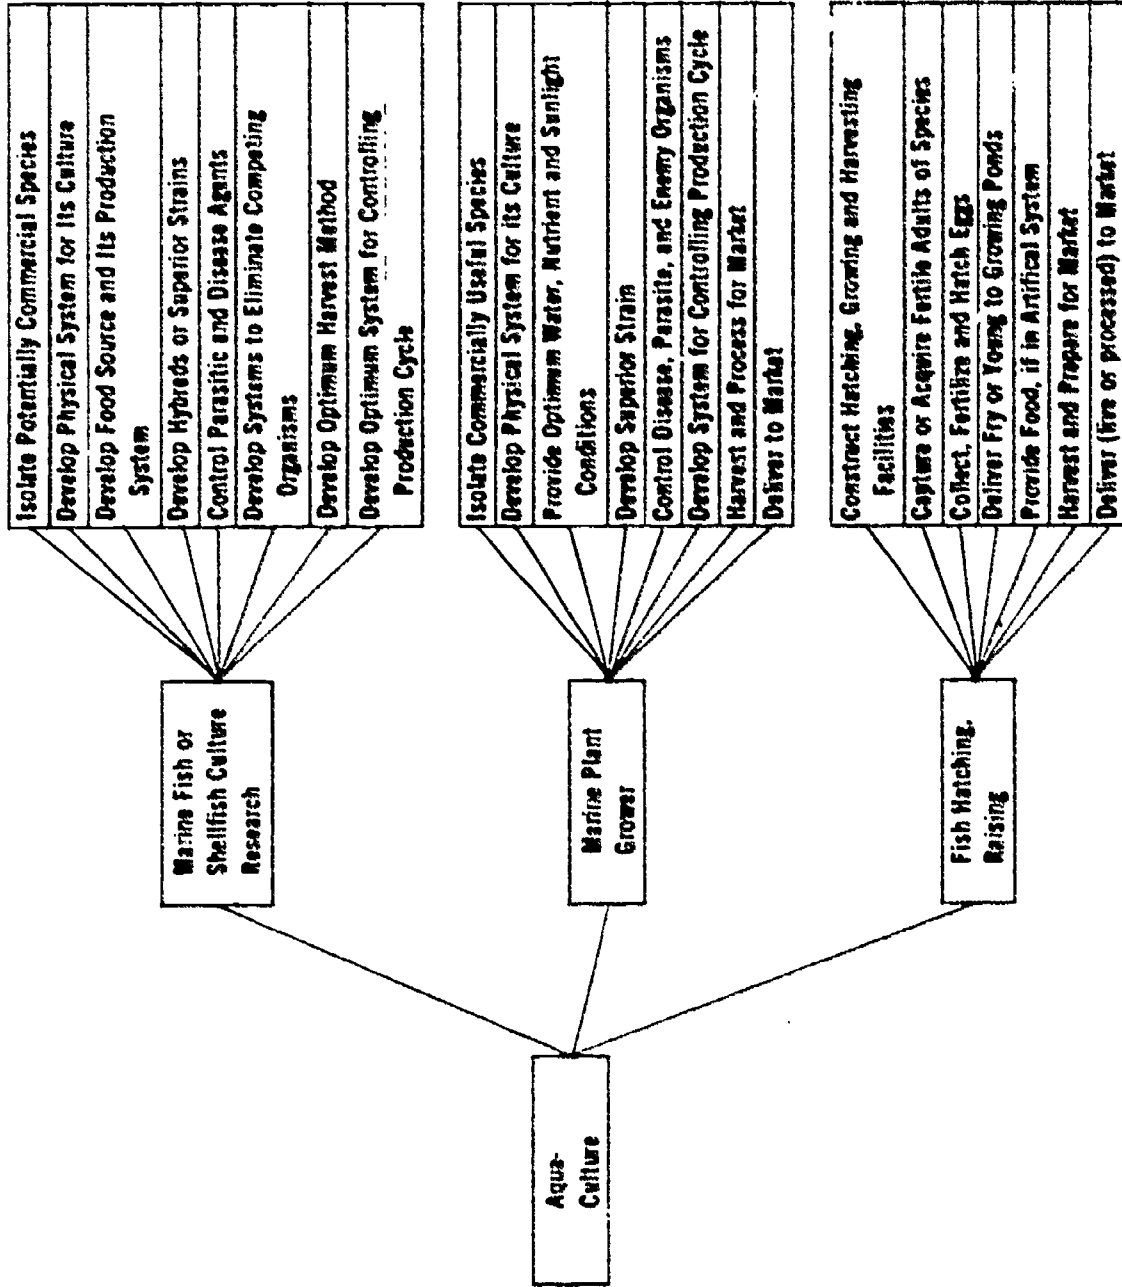 Aqua-
Culture
Marine Fish or
Shellfish Culture
Research
Isolate Potentially Commercial Species
Develop Physical System for Its Culture
Develop Food Source and Its Production
System
Develop Hybreds or Superior Strains
Control Parasitic and Disease Agents
Develop Systems to Eliminate Competing
Organisms
Develop Optimum Harvest Method
Develop Optimum System for Controlling
Production Cycle
Marine Plant
Grower
Isolate Commercially Useful Species
Develop Physical System for its Culture
Provide Optimum Water, Nutrient and Sunlight
Conditions
Develop Superior Strain
Control Disease, Parasite, and Enemy Organisms
Develop System for Controlling Production Cycle
Harvest and Process for Market
Deliver to Market
Fish Hatching,
Raising
Construct Hatching, Growing and Harvesting
Facilities
Capture or Acquire Fertile Adults of Species
Collect, Fertilize and Hatch Eggs
Deliver Fry or Young to Growing Ponds
Provide Food, if in Artifical System
Harvest and Prepare for Market
Deliver (live or processed) to Market